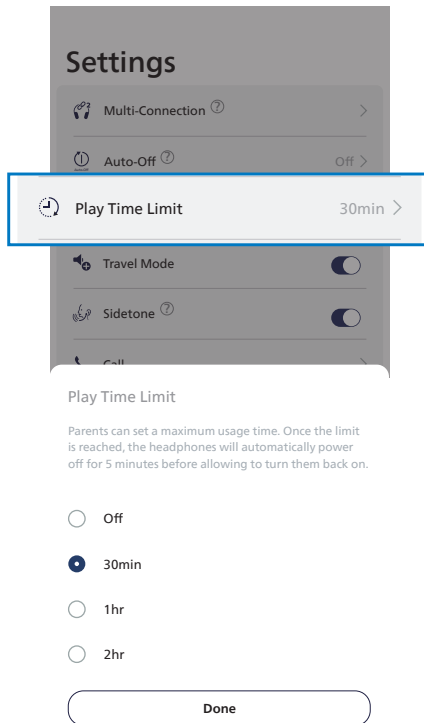 Settings
Multi-Connection ?
Auto-Off ? Off
Play Time Limit 30min
Travel Mode
Sidetone ?
Call
Play Time Limit
Parents can set a maximum usage time. Once the limit
is reached, the headphones will automatically power
off for 5 minutes before allowing to turn them back on.
Off
30min
1hr
2hr
Done